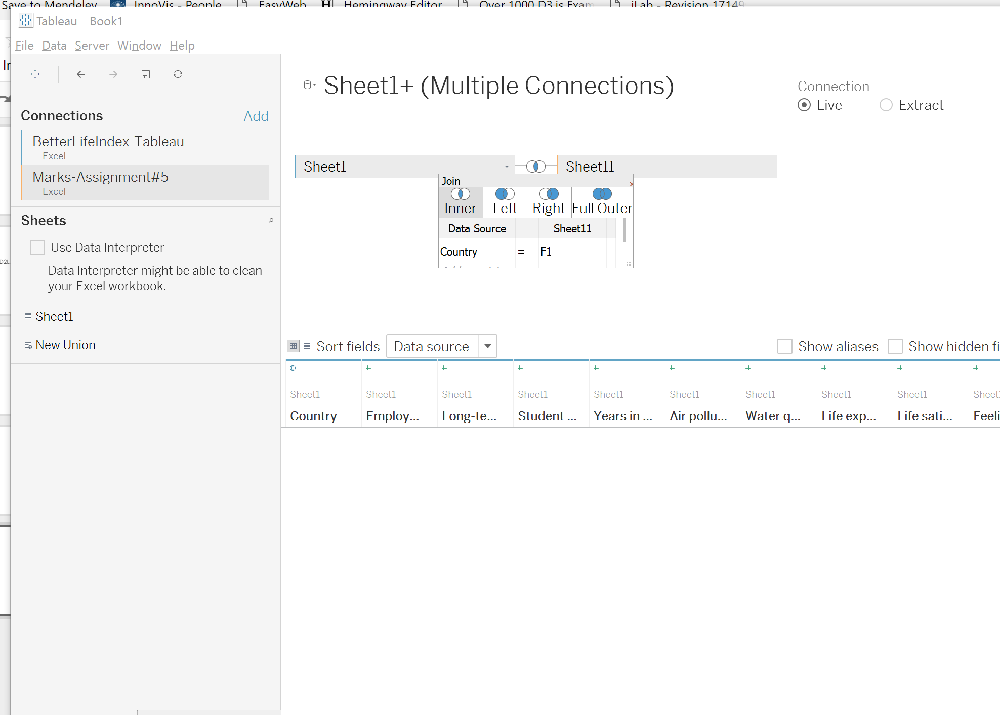 Save to Mendeley InnoVis - People EasyWeb H Hemingway Editor Over 1000 D3.js Exam iLab - Revision 17149
Tableau - Book1
File Data Server Window Help
Connections Add
BetterLifeIndex-Tableau
Excel
Marks-Assignment#5
Excel
Sheets
Use Data Interpreter
Data Interpreter might be able to clean
your Excel workbook.
Sheet1
New Union
D2L
Sheet1+ (Multiple Connections)
Connection
Live Extract
Sheet1 Sheet11
Join
Inner Left Right Full Outer
Data Source Sheet11
Country = F1
Sort fields Data source Show aliases Show hidden fi
Sheet1 Sheet1 Sheet1 Sheet1 Sheet1 Sheet1 Sheet1 Sheet1 Sheet1 Sheet1
Country Employ... Long-te... Student ... Years in ... Air pollu... Water q... Life exp... Life sati... Feeli